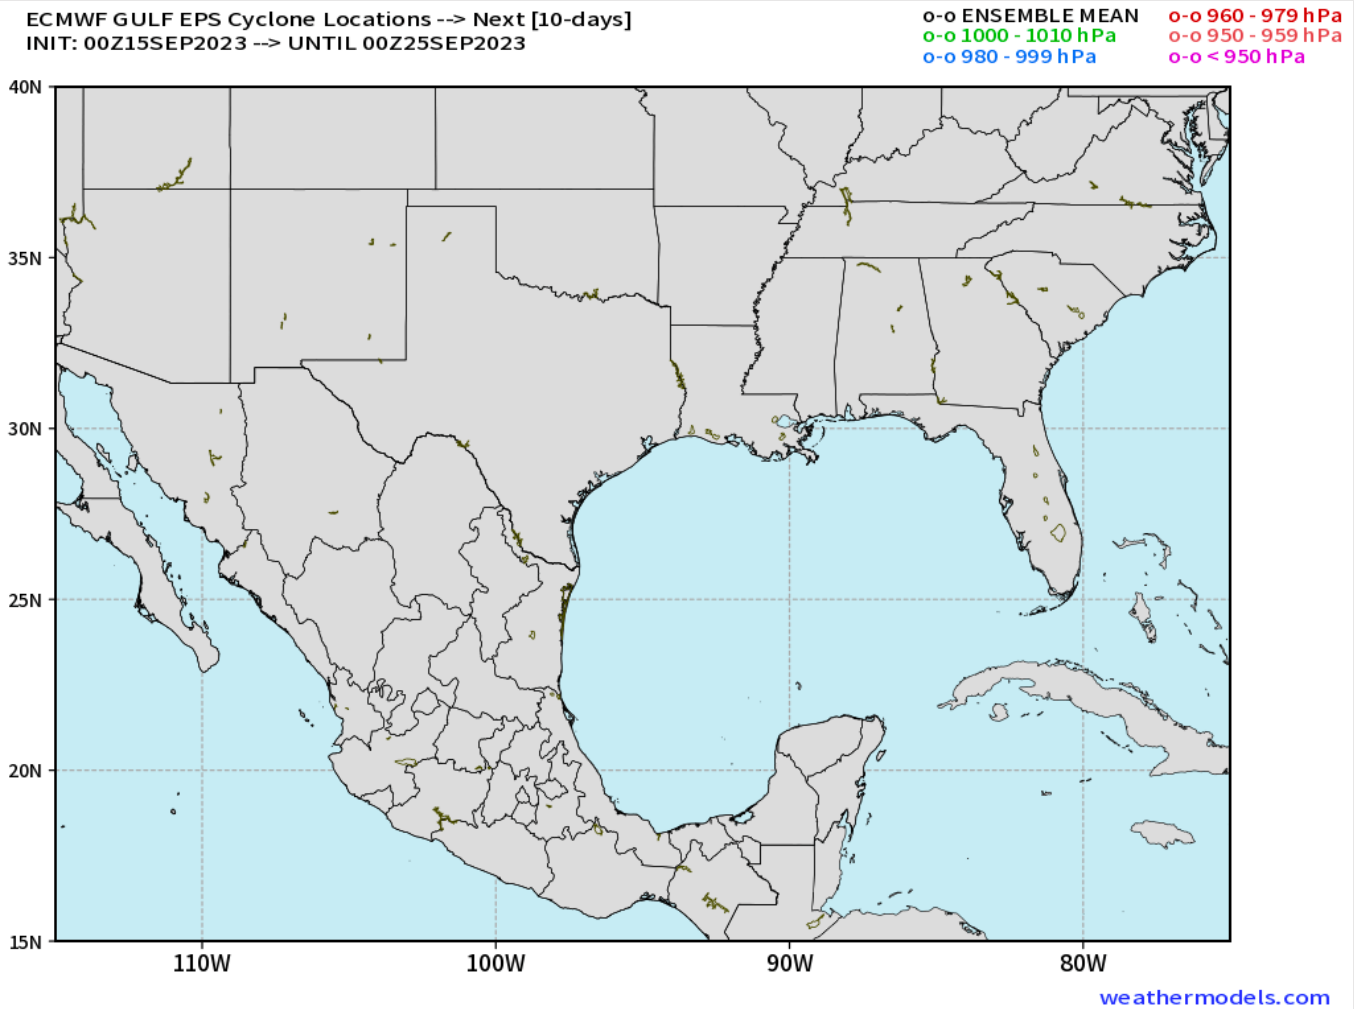 ECMWF GULF EPS Cyclone Locations --> Next [10-days]
INIT: 00Z15SEP2023 --> UNTIL 00Z25SEP2023
o-o ENSEMBLE MEAN
o-o 1000 - 1010 hPa
o-o 980 - 999 hPa
o-o 960 - 979 hPa
o-o 950 - 959 hPa
o-o < 950 hPa
40N
35N
30N
25N
20N
15N
110W
100W
90W
80W
weathermodels.com